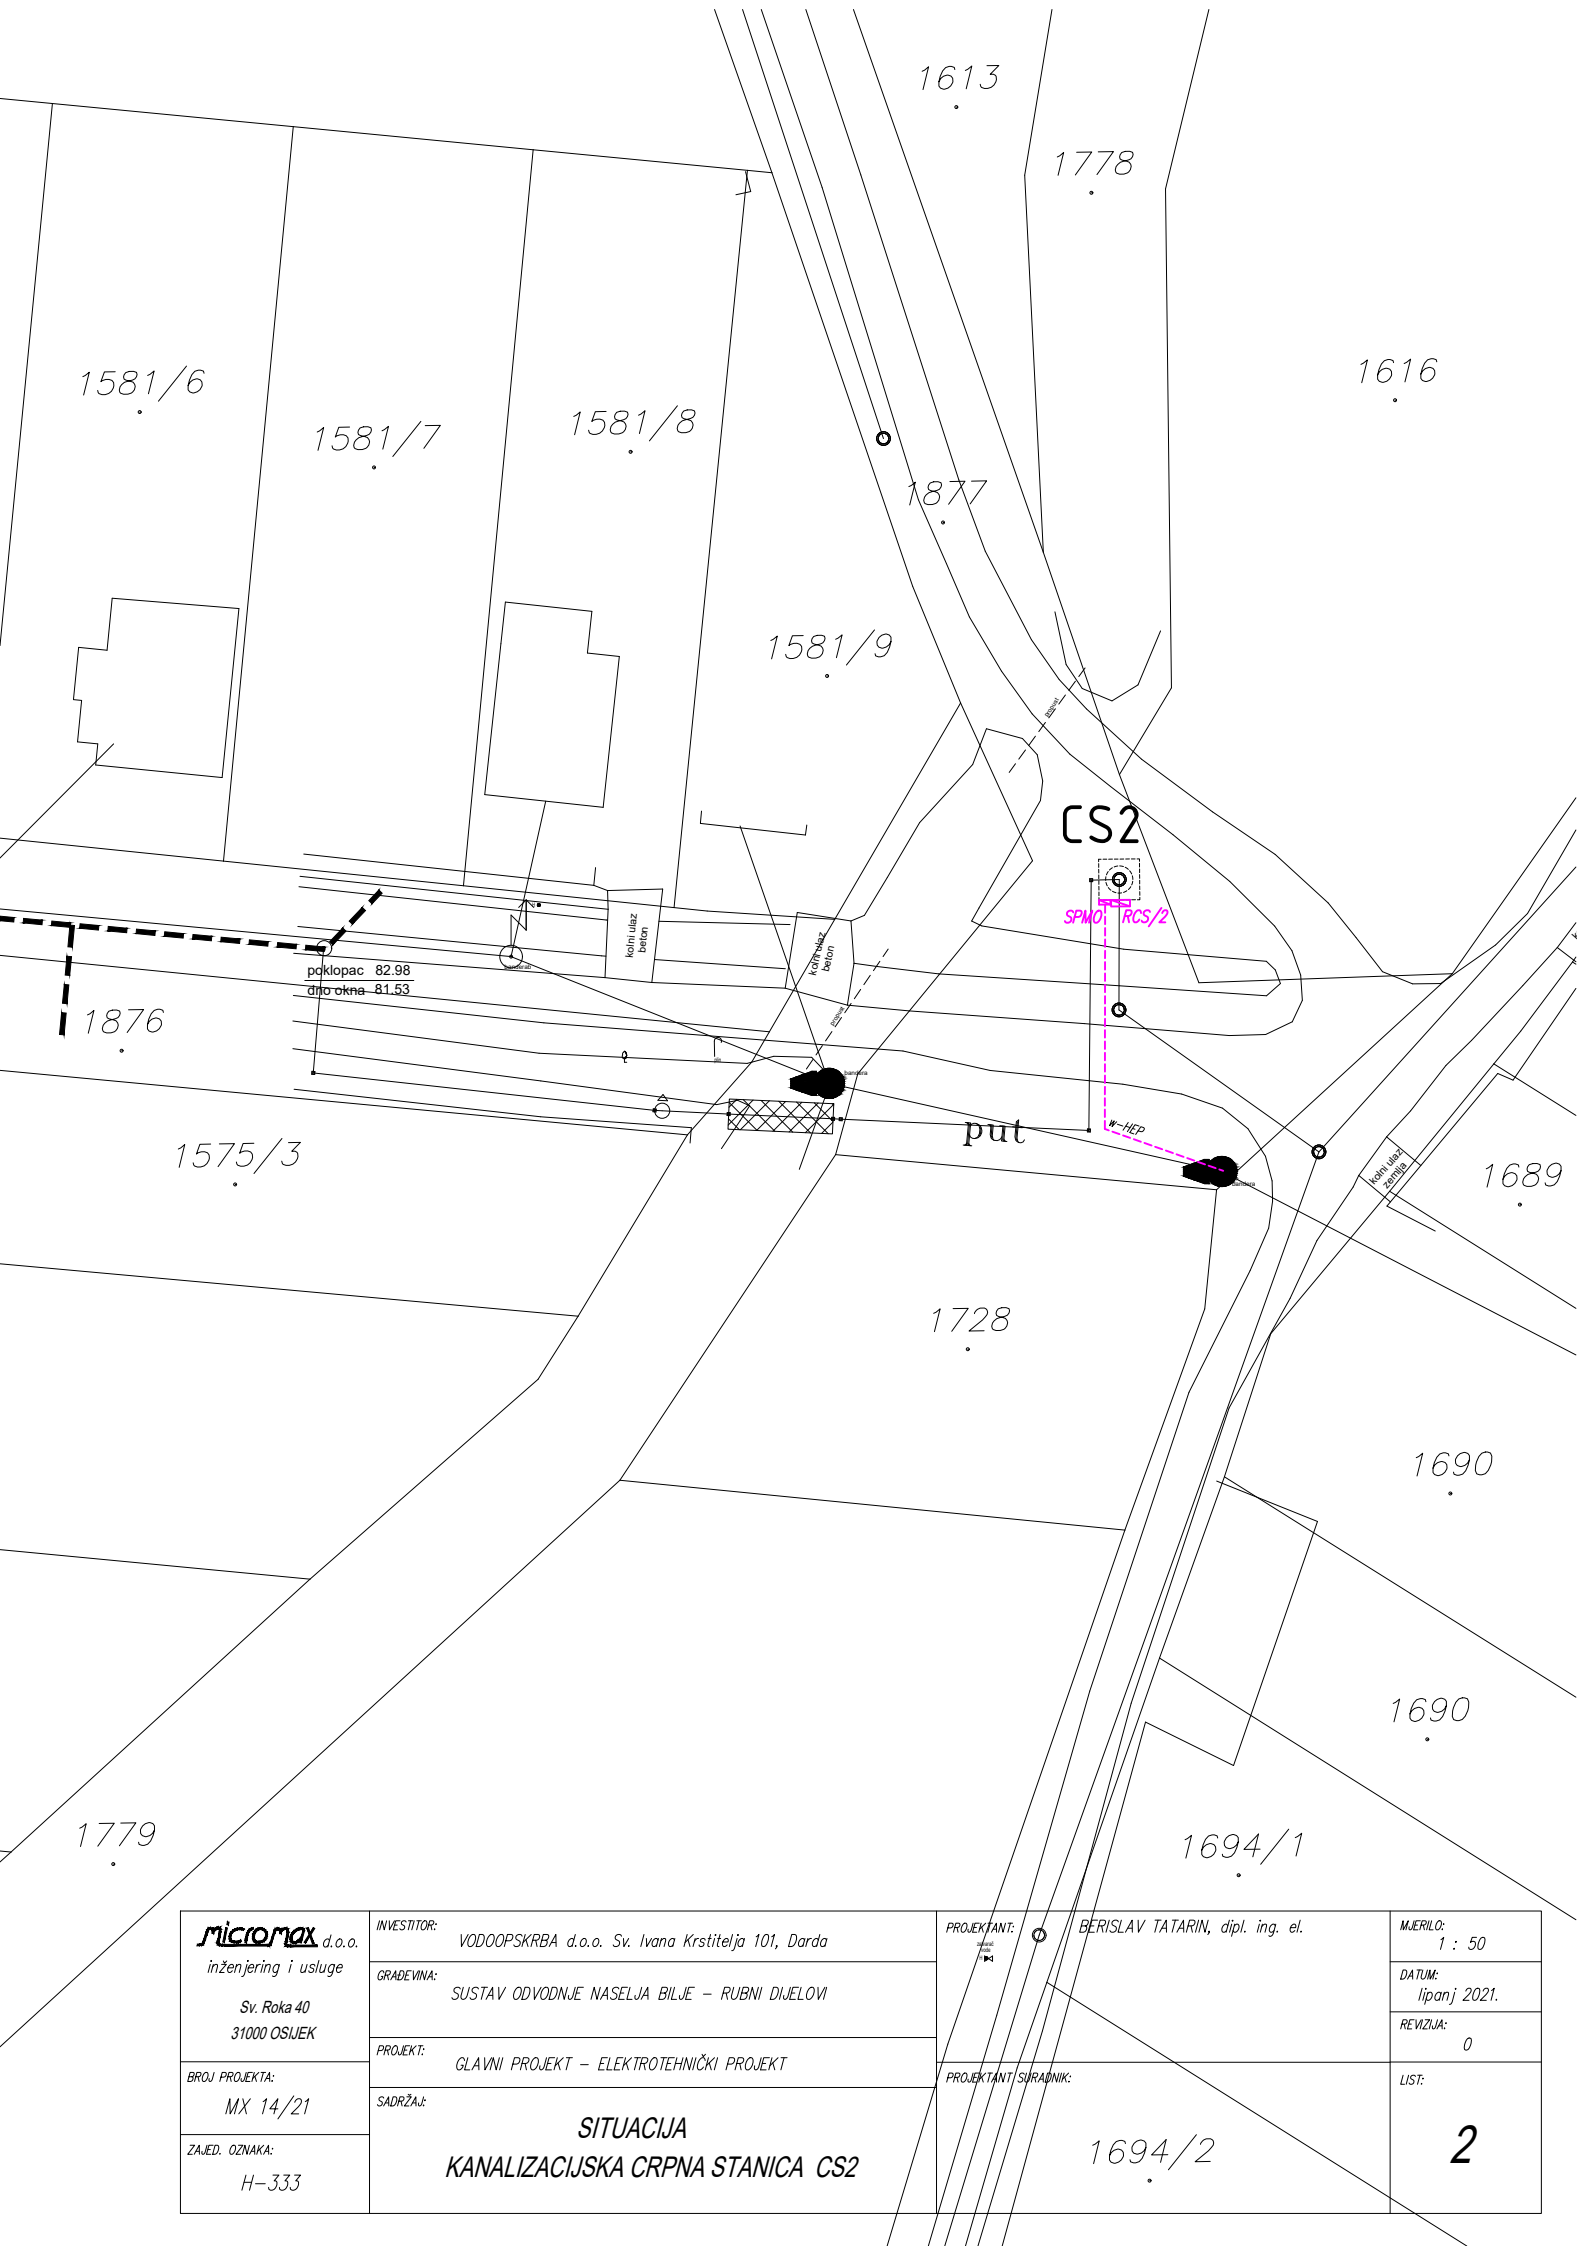 1613
1778
1616
1581/6
1581/7
1581/8
1877
1581/9
propust
CS2
SPMO RCS/2
kolni ulaz
beton
kolni ulaz
beton
poklopac 82.98
dno okna 81.53
propust
1876
bandera
put
w-HEP
bandera
kolni ulaz
zemlja
1575/3
1689
1728
1690
1690
1779
1694/1
micromax d.o.o.
inženjering i usluge
Sv. Roka 40
31000 OSIJEK
BROJ PROJEKTA:
MX 14/21
ZAJED. OZNAKA:
H-333
INVESTITOR:
VODOOPSKRBA d.o.o. Sv. Ivana Krstitelja 101, Darda
GRAĐEVINA:
SUSTAV ODVODNJE NASELJA BILJE – RUBNI DIJELOVI
PROJEKT:
GLAVNI PROJEKT – ELEKTROTEHNIČKI PROJEKT
SADRŽAJ:
SITUACIJA
KANALIZACIJSKA CRPNA STANICA CS2
PROJEKTANT:
BERISLAV TATARIN, dipl. ing. el.
PROJEKTANT SURADNIK:
1694/2
MJERILO:
1 : 50
DATUM:
lipanj 2021.
REVIZIJA:
0
LIST:
2